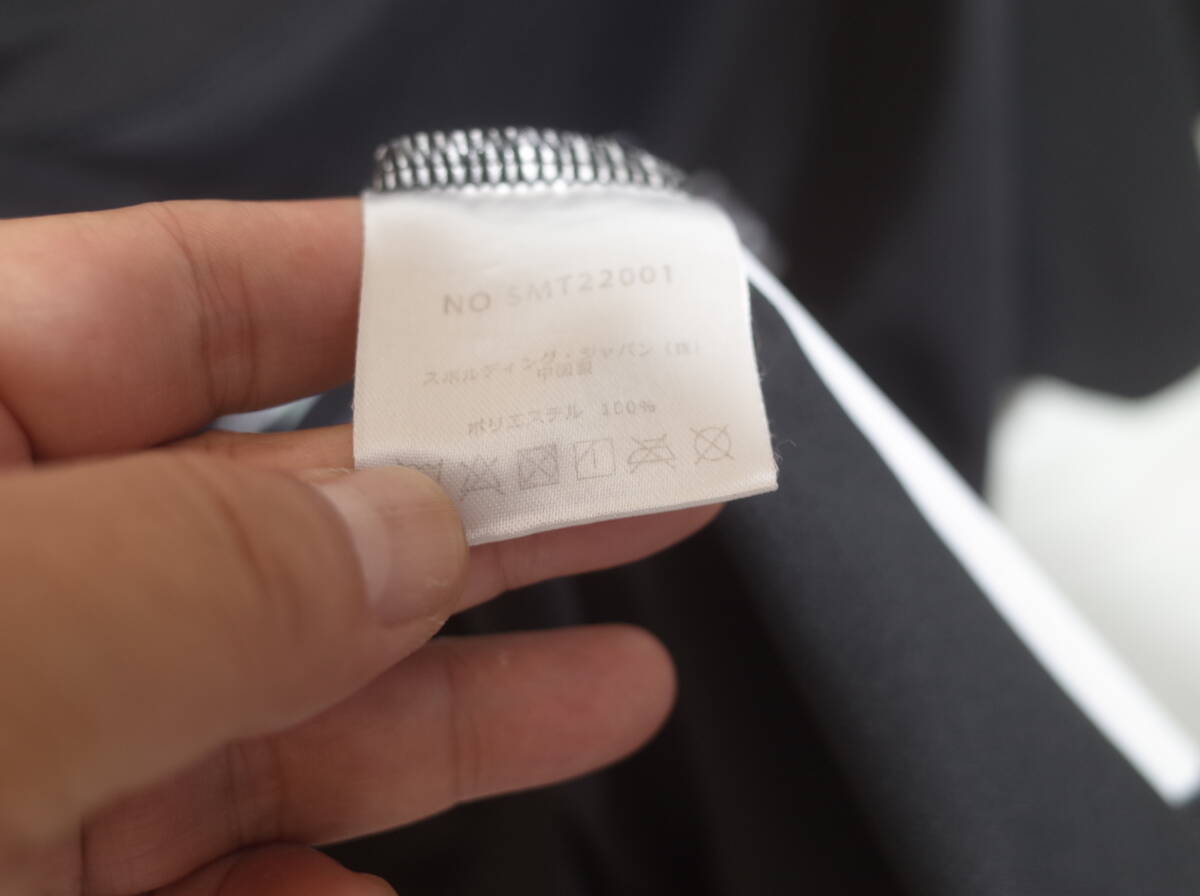 NO SMT22001
スポルディング・ジャパン（株）
中国製
ポリエステル 100%